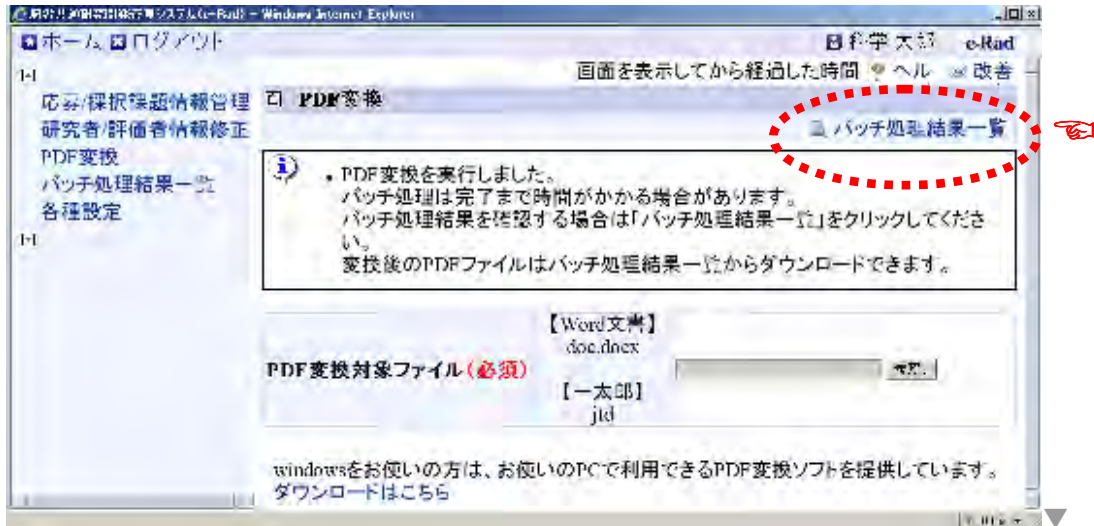 (e-Rad) - Windows Internet Explorer
ホーム ログアウト
科学 太郎 e-Rad
画面を表示してから経過した時間 ヘル 改善
[-]
応募/採択課題情報管理
研究者/評価者情報修正
PDF変換
バッチ処理結果一覧
各種設定
[-]
PDF変換
バッチ処理結果一覧
・PDF変換を実行しました。
バッチ処理は完了まで時間がかかる場合があります。
バッチ処理結果を確認する場合は「バッチ処理結果一覧」をクリックしてくださ
い。
変換後のPDFファイルはバッチ処理結果一覧からダウンロードできます。
【Word文書】
doc.docx
PDF変換対象ファイル(必須)
【一太郎】
jtd
windowsをお使いの方は、お使いのPCで利用できるPDF変換ソフトを提供しています。
ダウンロードはこちら